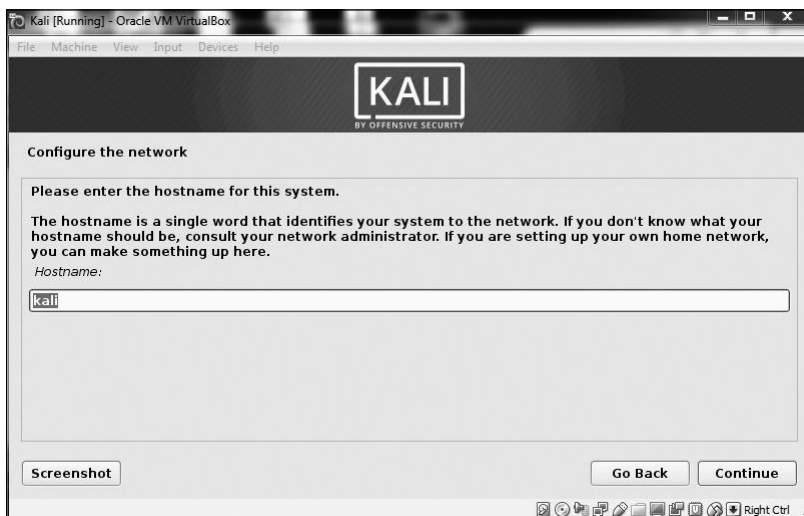 Kali [Running] - Oracle VM VirtualBox
File Machine View Input Devices Help
KALI
BY OFFENSIVE SECURITY
Configure the network
Please enter the hostname for this system.
The hostname is a single word that identifies your system to the network. If you don't know what your
hostname should be, consult your network administrator. If you are setting up your own home network,
you can make something up here.
Hostname:
kali
Screenshot
Go Back Continue
Right Ctrl